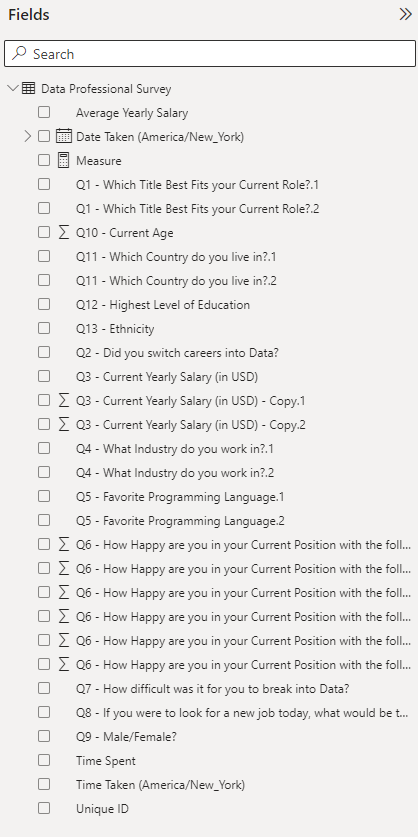 Fields
Search
Data Professional Survey
Average Yearly Salary
Date Taken (America/New_York)
Measure
Q1 - Which Title Best Fits your Current Role?.1
Q1 - Which Title Best Fits your Current Role?.2
Q10 - Current Age
Q11 - Which Country do you live in?.1
Q11 - Which Country do you live in?.2
Q12 - Highest Level of Education
Q13 - Ethnicity
Q2 - Did you switch careers into Data?
Q3 - Current Yearly Salary (in USD)
Q3 - Current Yearly Salary (in USD) - Copy.1
Q3 - Current Yearly Salary (in USD) - Copy.2
Q4 - What Industry do you work in?.1
Q4 - What Industry do you work in?.2
Q5 - Favorite Programming Language.1
Q5 - Favorite Programming Language.2
Q6 - How Happy are you in your Current Position with the foll...
Q6 - How Happy are you in your Current Position with the foll...
Q6 - How Happy are you in your Current Position with the foll...
Q6 - How Happy are you in your Current Position with the foll...
Q6 - How Happy are you in your Current Position with the foll...
Q6 - How Happy are you in your Current Position with the foll...
Q7 - How difficult was it for you to break into Data?
Q8 - If you were to look for a new job today, what would be t...
Q9 - Male/Female?
Time Spent
Time Taken (America/New_York)
Unique ID